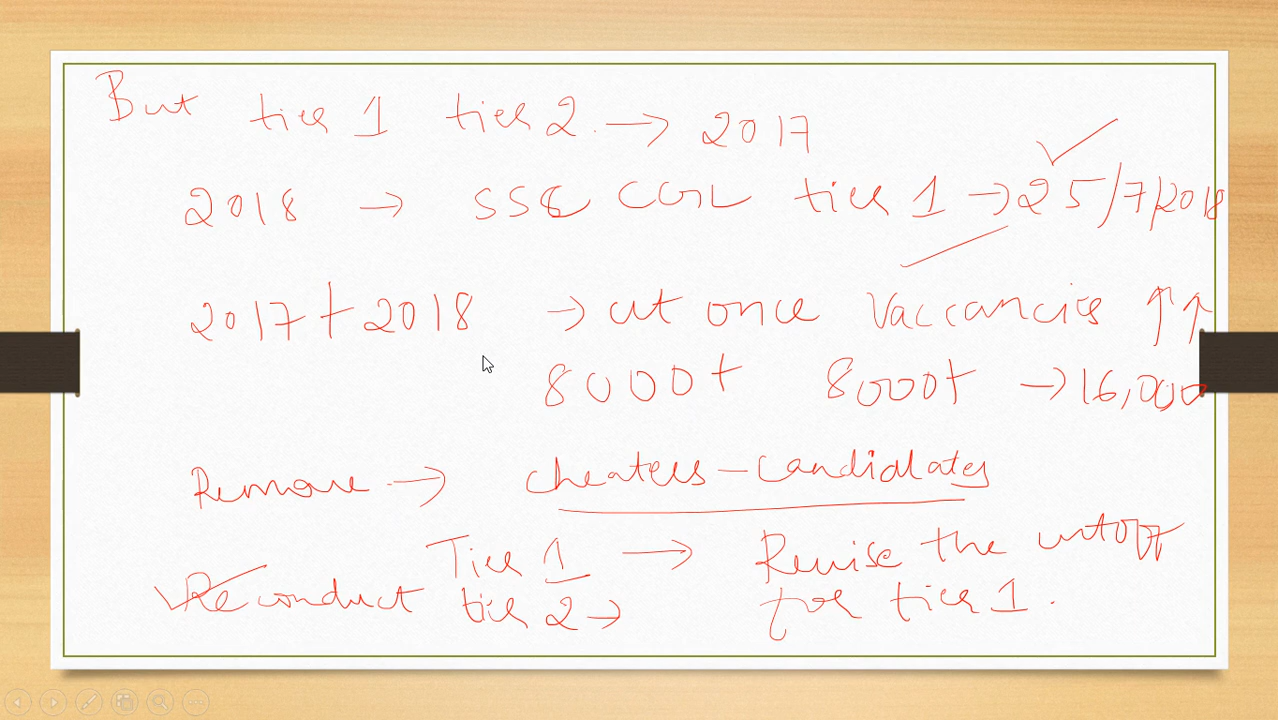 But tier 1 tier 2. → 2017
2018 → SSC CGL tier 1 → 25/7/2018
2017 + 2018 → at once Vaccancies ↑↑
8000+ 8000+ → 16,000
Remove → cheaters - candidates
Tier 1 → Revise the cutoff
Reconduct tier 2 → for tier 1.